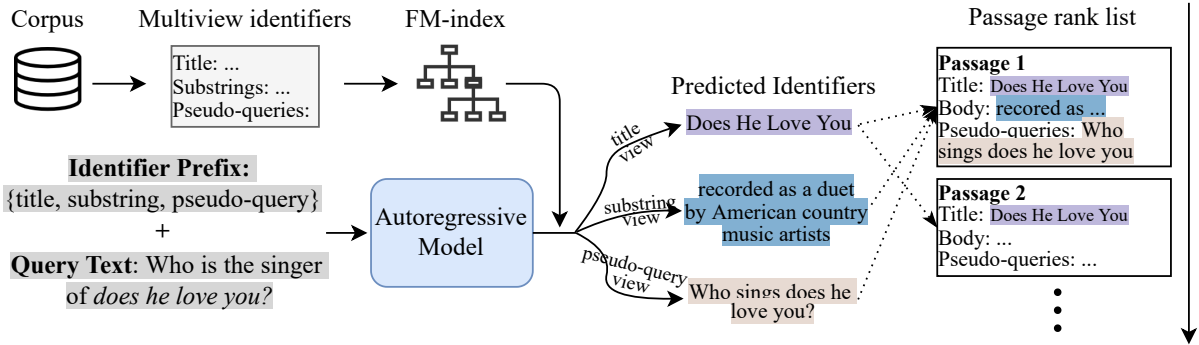 Corpus
Multiview identifiers
FM-index
Passage rank list
Title: ...
Substrings: ...
Pseudo-queries:
Identifier Prefix:
{title, substring, pseudo-query}
+
Query Text: Who is the singer
of does he love you?
Autoregressive
Model
title
view
substring
view
pseudo-query
view
Predicted Identifiers
Does He Love You
recorded as a duet
by American country
music artists
Who sings does he
love you?
Passage 1
Title: Does He Love You
Body: recored as ...
Pseudo-queries: Who
sings does he love you
Passage 2
Title: Does He Love You
Body: ...
Pseudo-queries: ...